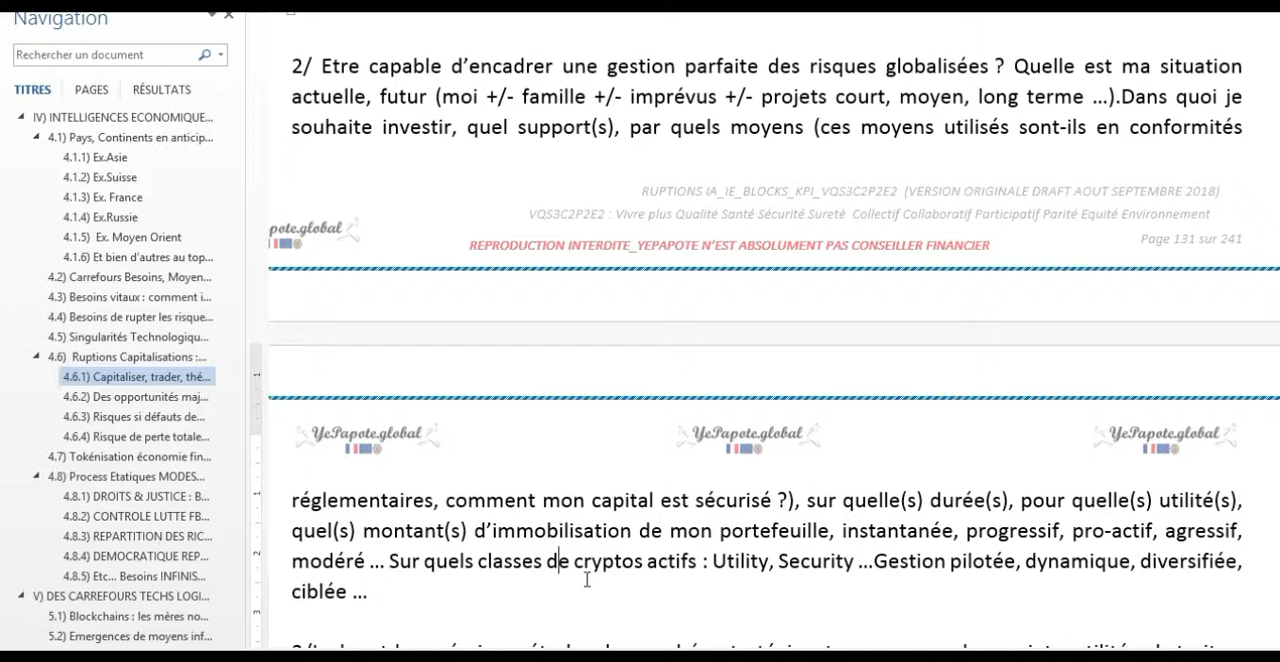 Navigation
Rechercher un document
TITRES PAGES RÉSULTATS
IV) INTELLIGENCES ECONOMIQUE...
4.1) Pays, Continents en anticip...
4.1.1) Ex.Asie
4.1.2) Ex.Suisse
4.1.3) Ex. France
4.1.4) Ex.Russie
4.1.5) Ex. Moyen Orient
4.1.6) Et bien d'autres au top...
4.2) Carrefours Besoins, Moyen...
4.3) Besoins vitaux : comment i...
4.4) Besoins de rupter les risque...
4.5) Singularités Technologiqu...
4.6) Ruptions Capitalisations :...
4.6.1) Capitaliser, trader, thé...
4.6.2) Des opportunités maj...
4.6.3) Risques si défauts de...
4.6.4) Risque de perte totale...
4.7) Tokénisation économie fin...
4.8) Process Etatiques MODES...
4.8.1) DROITS & JUSTICE : B...
4.8.2) CONTROLE LUTTE FB...
4.8.3) REPARTITION DES RIC...
4.8.4) DEMOCRATIQUE REP...
4.8.5) Etc... Besoins INFINIS...
V) DES CARREFOURS TECHS LOGI...
5.1) Blockchains : les mères no...
5.2) Emergences de moyens inf...
2/ Etre capable d'encadrer une gestion parfaite des risques globalisées ? Quelle est ma situation
actuelle, futur (moi +/- famille +/- imprévus +/- projets court, moyen, long terme ...).Dans quoi je
souhaite investir, quel support(s), par quels moyens (ces moyens utilisés sont-ils en conformités
RUPTIONS IA_IE_BLOCKS_KPI_VQS3C2P2E2 (VERSION ORIGINALE DRAFT AOUT SEPTEMBRE 2018)
VQS3C2P2E2 : Vivre plus Qualité Santé Sécurité Sureté Collectif Collaboratif Participatif Parité Equité Environnement
pote.global
REPRODUCTION INTERDITE_YEPAPOTE N'EST ABSOLUMENT PAS CONSEILLER FINANCIER
Page 131 sur 241
YePapote.global YePapote.global YePapote.global
réglementaires, comment mon capital est sécurisé ?), sur quelle(s) durée(s), pour quelle(s) utilité(s),
quel(s) montant(s) d'immobilisation de mon portefeuille, instantanée, progressif, pro-actif, agressif,
modéré ... Sur quels classes de cryptos actifs : Utility, Security ...Gestion pilotée, dynamique, diversifiée,
ciblée ...